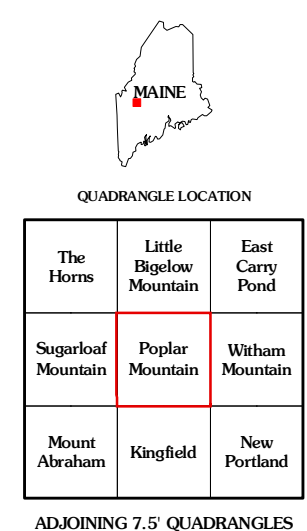 MAINE
QUADRANGLE LOCATION
The
Horns
Little
Bigelow
Mountain
East
Carry
Pond
Sugarloaf
Mountain
Poplar
Mountain
Witham
Mountain
Mount
Abraham
Kingfield
New
Portland
ADJOINING 7.5' QUADRANGLES